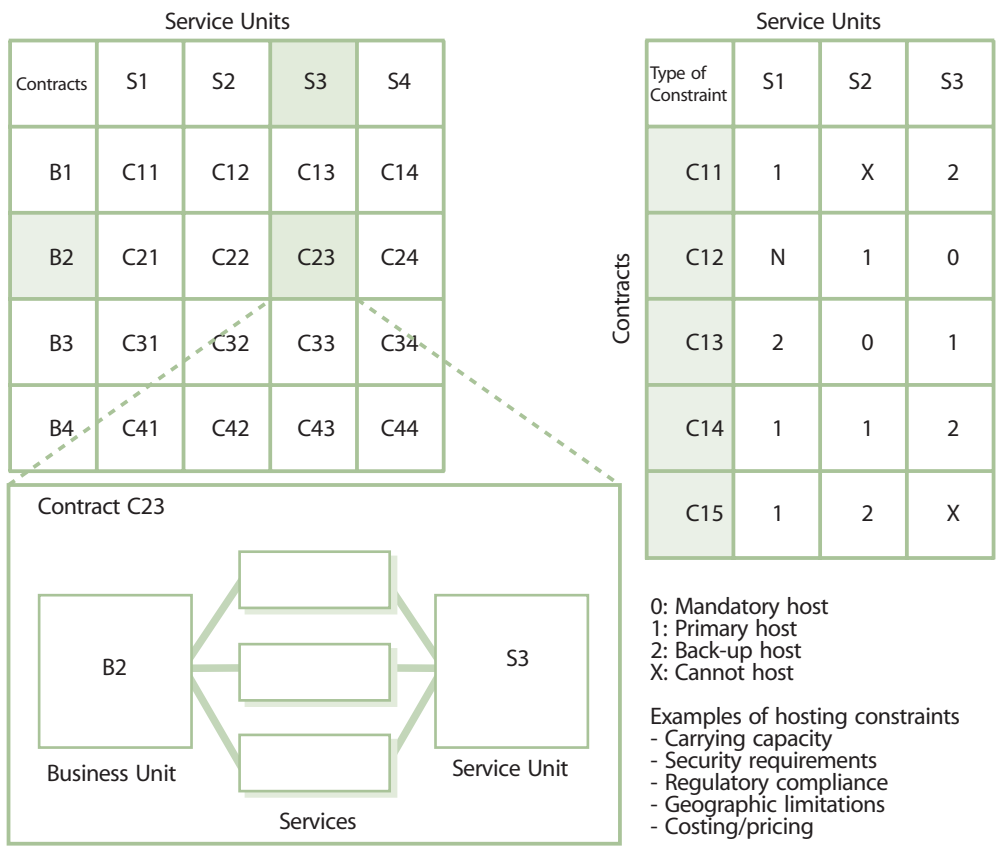 Service Units
Contracts S1 S2 S3 S4
B1 C11 C12 C13 C14
B2 C21 C22 C23 C24
B3 C31 C32 C33 C34
B4 C41 C42 C43 C44
Contract C23
B2
S3
Business Unit
Service Unit
Services
Service Units
Type of
Constraint
S1 S2 S3
Contracts
C11 1 X 2
C12 N 1 0
C13 2 0 1
C14 1 1 2
C15 1 2 X
0: Mandatory host
1: Primary host
2: Back-up host
X: Cannot host
Examples of hosting constraints
- Carrying capacity
- Security requirements
- Regulatory compliance
- Geographic limitations
- Costing/pricing